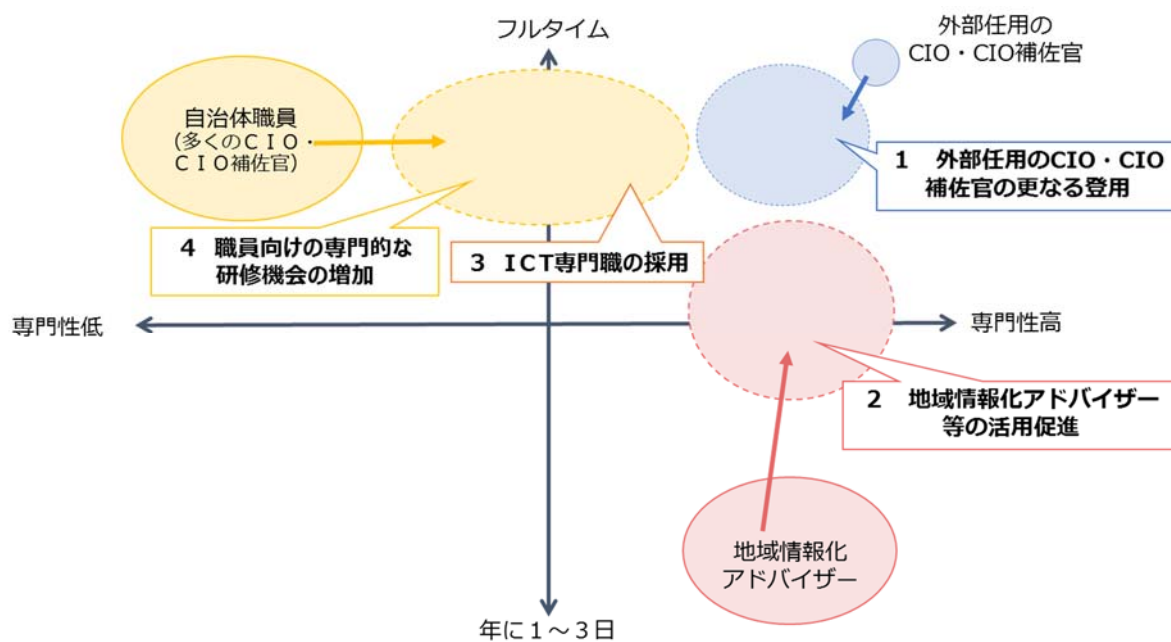 フルタイム
外部任用の
CIO・CIO補佐官
自治体職員
(多くのＣＩＯ・
ＣＩＯ補佐官)
1　外部任用のCIO・CIO
補佐官の更なる登用
4　職員向けの専門的な
研修機会の増加
3　ＩＣＴ専門職の採用
専門性低
専門性高
2　地域情報化アドバイザー
等の活用促進
地域情報化
アドバイザー
年に１～３日